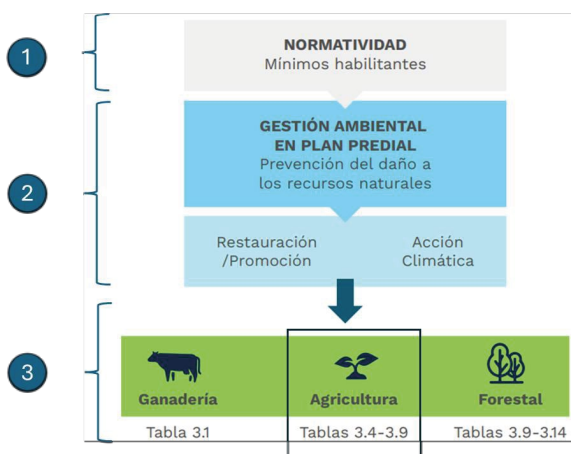 1
NORMATIVIDAD
Mínimos habilitantes
2
GESTIÓN AMBIENTAL
EN PLAN PREDIAL
Prevención del daño a
los recursos naturales
Restauración
/Promoción
Acción
Climática
3
Ganadería
Agricultura
Forestal
Tabla 3.1
Tablas 3.4-3.9
Tablas 3.9-3.14